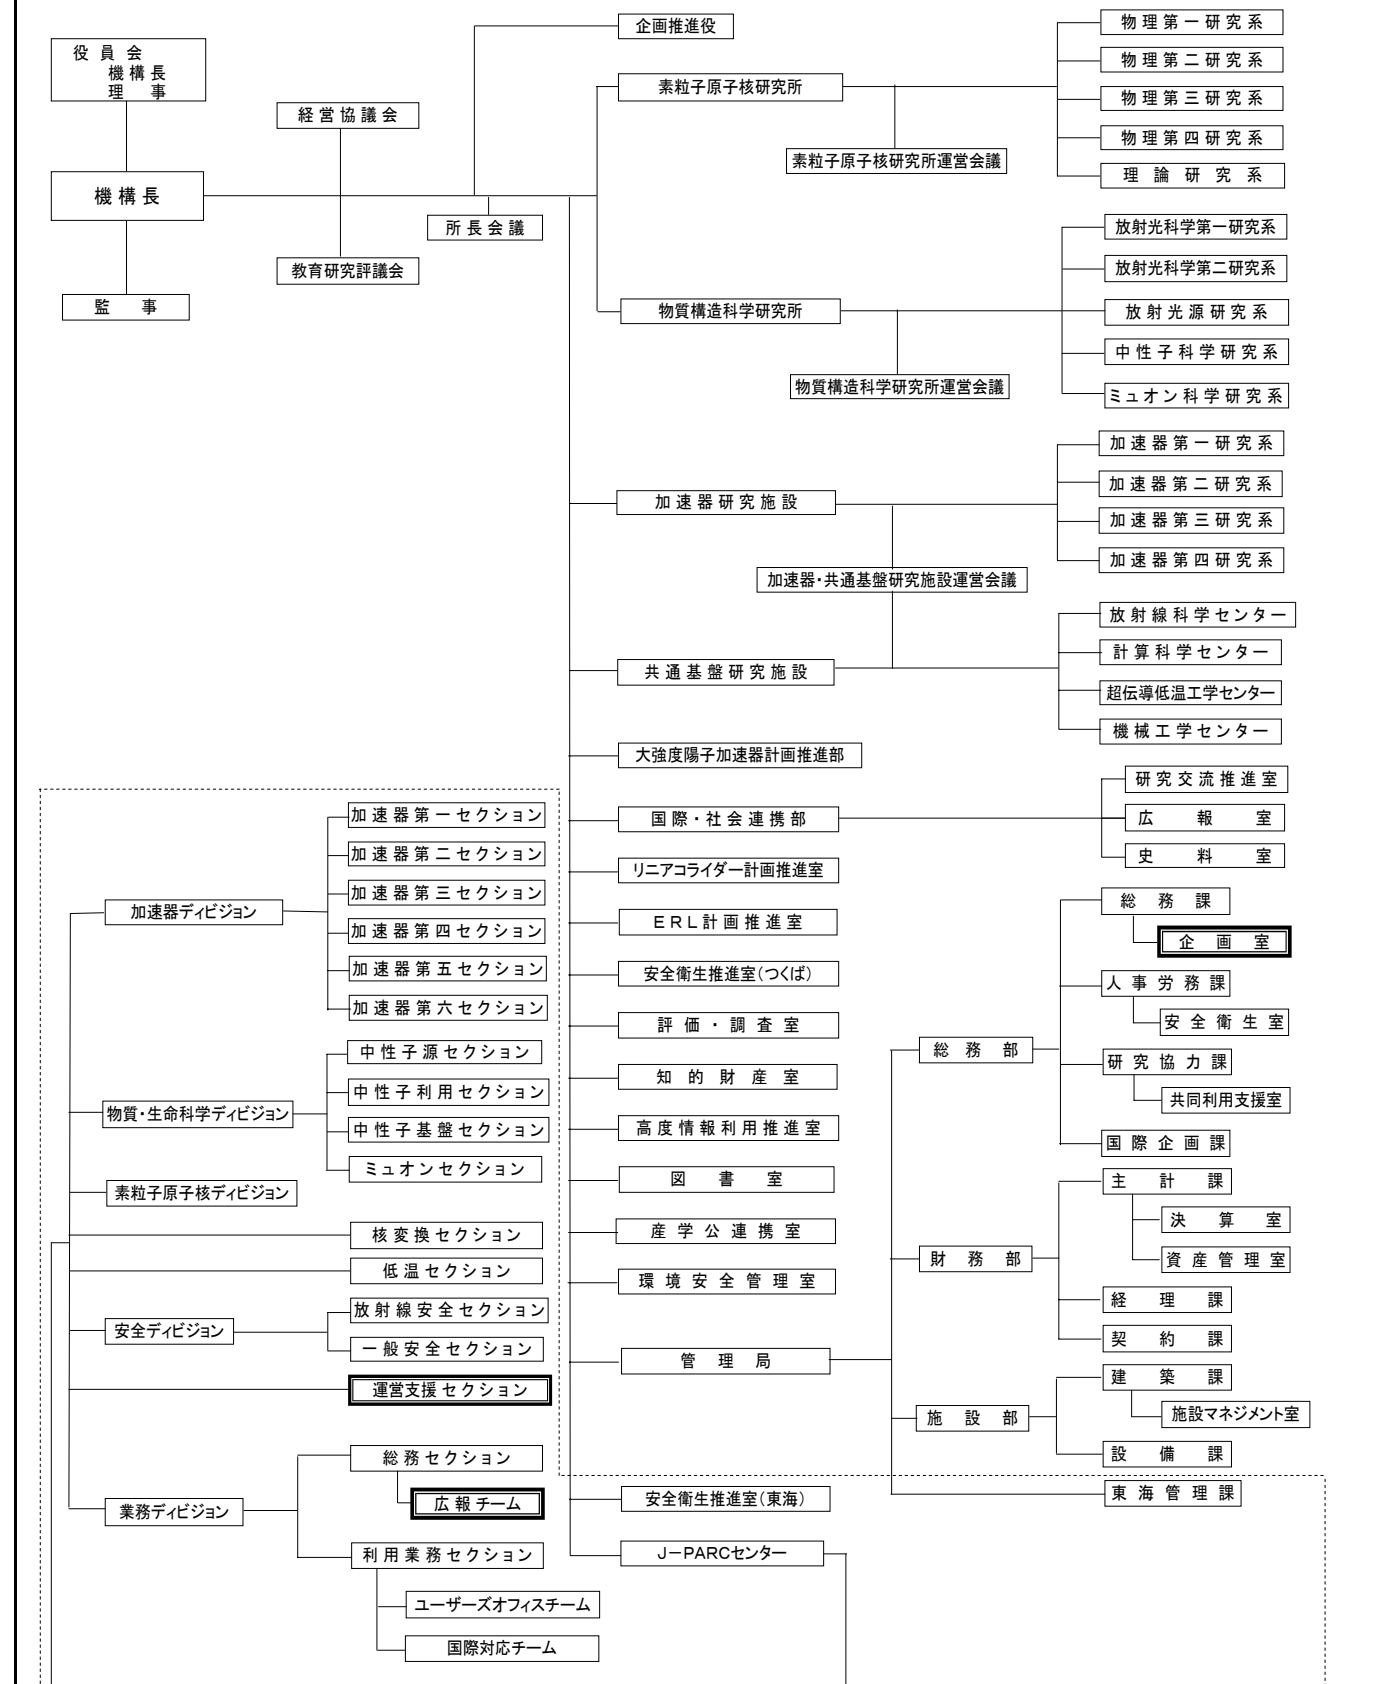 役員会
機構長
理事
機構長
監事
経営協議会
教育研究評議会
所長会議
企画推進役
素粒子原子核研究所
素粒子原子核研究所運営会議
物理第一研究系
物理第二研究系
物理第三研究系
物理第四研究系
理論研究系
物質構造科学研究所
物質構造科学研究所運営会議
放射光科学第一研究系
放射光科学第二研究系
放射光源研究系
中性子科学研究系
ミュオン科学研究系
加速器研究施設
加速器第一研究系
加速器第二研究系
加速器第三研究系
加速器第四研究系
加速器・共通基盤研究施設運営会議
共通基盤研究施設
放射線科学センター
計算科学センター
超伝導低温工学センター
機械工学センター
大強度陽子加速器計画推進部
国際・社会連携部
研究交流推進室
広報室
史料室
リニアコライダー計画推進室
ERL計画推進室
安全衛生推進室(つくば)
評価・調査室
知的財産室
高度情報利用推進室
図書室
産学公連携室
環境安全管理室
管理局
総務部
総務課
企画室
人事労務課
安全衛生室
研究協力課
共同利用支援室
国際企画課
財務部
主計課
決算室
資産管理室
経理課
契約課
施設部
建築課
施設マネジメント室
設備課
東海管理課
安全衛生推進室(東海)
J-PARCセンター
加速器ディビジョン
加速器第一セクション
加速器第二セクション
加速器第三セクション
加速器第四セクション
加速器第五セクション
加速器第六セクション
物質・生命科学ディビジョン
中性子源セクション
中性子利用セクション
中性子基盤セクション
ミュオンセクション
素粒子原子核ディビジョン
核変換セクション
低温セクション
安全ディビジョン
放射線安全セクション
一般安全セクション
運営支援セクション
業務ディビジョン
総務セクション
広報チーム
利用業務セクション
ユーザーズオフィスチーム
国際対応チーム